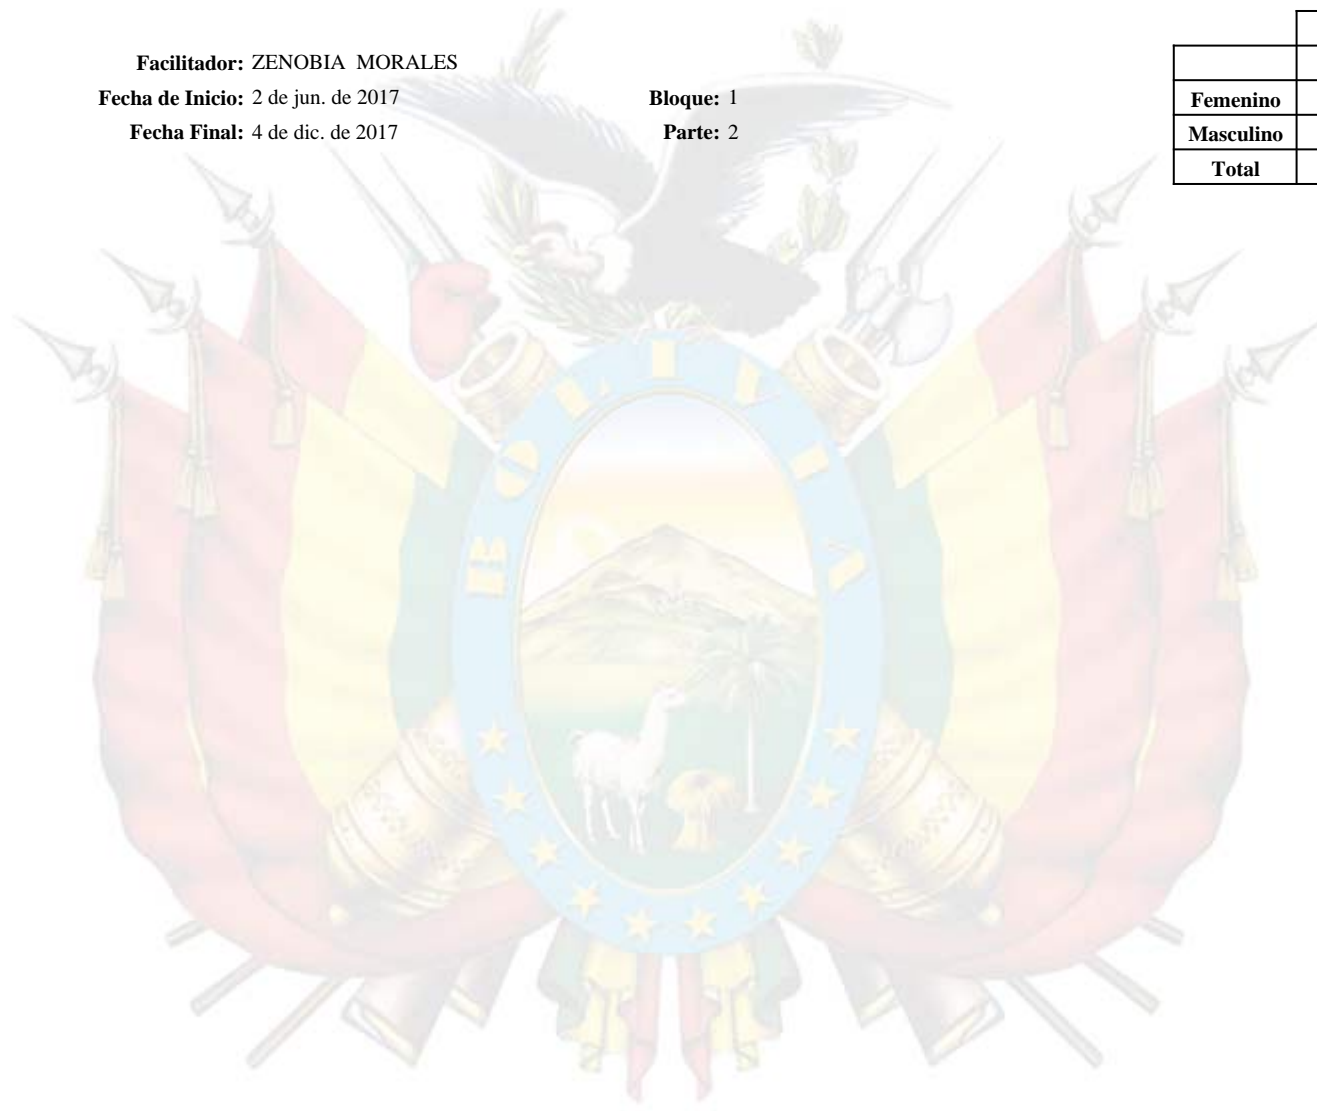 Facilitador: ZENOBIA MORALES
Fecha de Inicio: 2 de jun. de 2017 Bloque: 1
Fecha Final: 4 de dic. de 2017 Parte: 2
Femenino
Masculino
Total
BOLIVIA